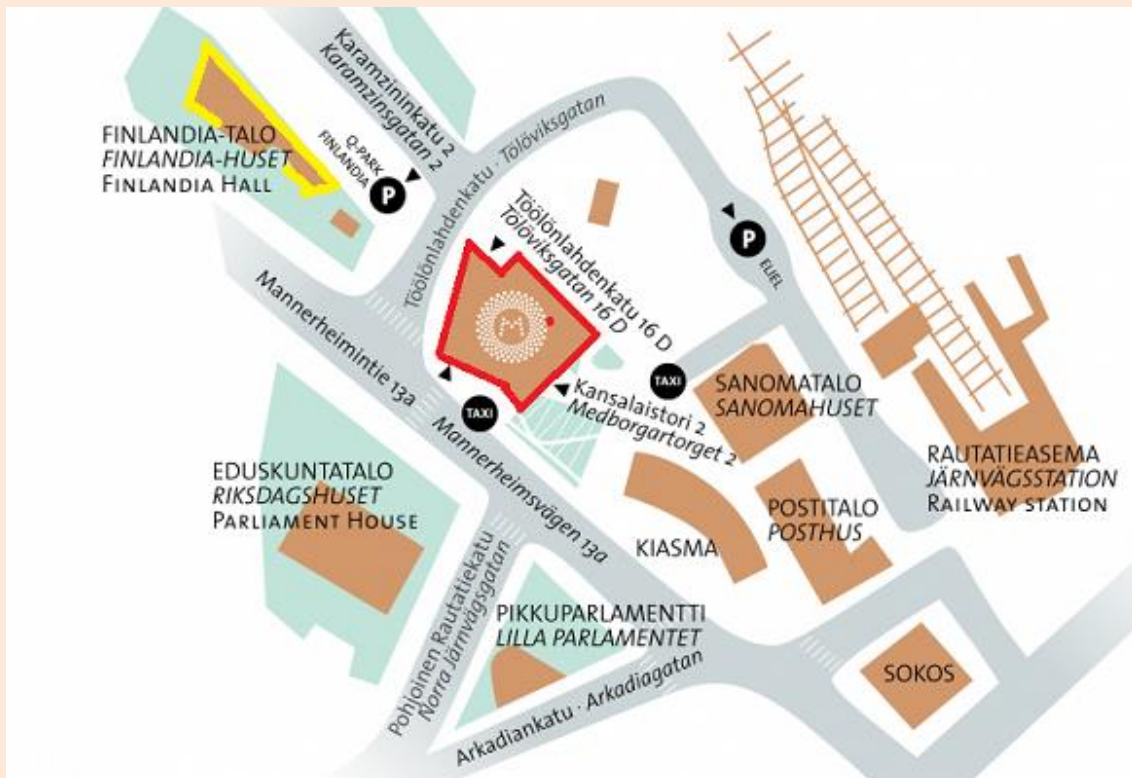 Karamzininkatu 2
Karamzinsgatan 2
FINLANDIA-TALO
FINLANDIA-HUSET
FINLANDIA HALL
Q-PARK
FINLANDIA
P
Töölönlahdenkatu · Tölöviksgatan
Töölönlahdenkatu 16 D
Tölöviksgatan 16 D
P
ELIEL
M
Mannerheimintie 13a
TAXI
TAXI
Kansalaistori 2
Medborgartorget 2
Mannerheimsvägen 13a
SANOMATALO
SANOMAHUSET
RAUTATIEASEMA
JÄRNVÄGSSTATION
RAILWAY STATION
EDUSKUNTATALO
RIKSDAGSHUSET
PARLIAMENT HOUSE
POSTITALO
POSTHUS
KIASMA
Pohjoinen Rautatiekatu
Norra Järnvägsgatan
PIKKUPARLAMENTTI
LILLA PARLAMENTET
SOKOS
Arkadiankatu · Arkadiagatan